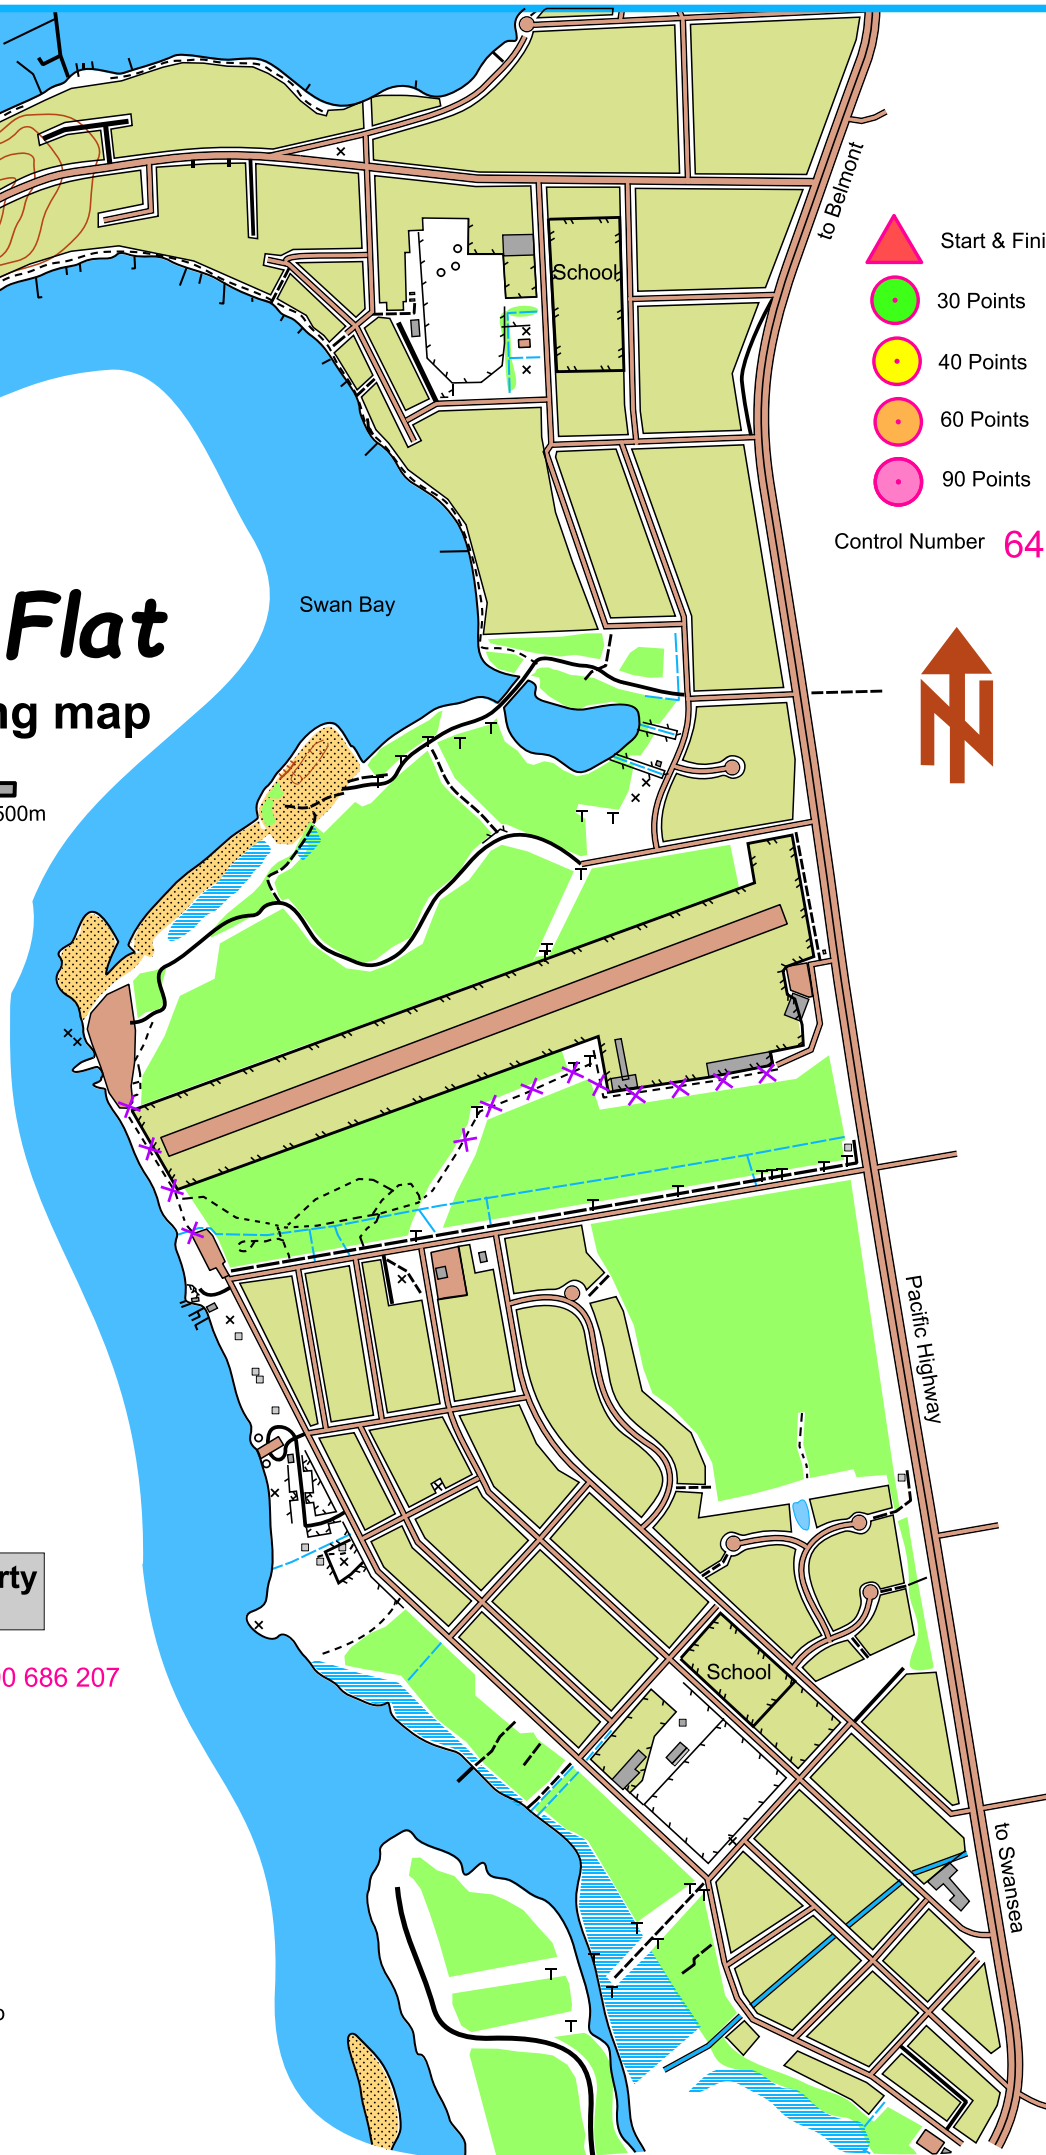 to Belmont
Start & Fini
School
30 Points
40 Points
60 Points
90 Points
Control Number 64
Swan Bay
Flat
ng map
500m
Pacific Highway
rty
School
0 686 207
to Swansea